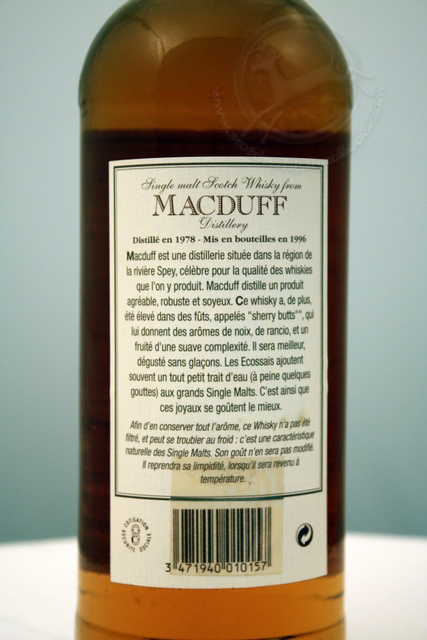 Single malt Scotch Whisky from
MACDUFF
Distillery
Distillé en 1978 - Mis en bouteilles en 1996
Macduff est une distillerie située dans la région de
la rivière Spey, célèbre pour la qualité des whiskies
que l'on y produit. Macduff distille un produit
agréable, robuste et soyeux. Ce whisky a, de plus,
été élevé dans des fûts, appelés "sherry butts"", qui
lui donnent des arômes de noix, de rancio, et un
fruité d'une suave complexité. Il sera meilleur,
dégusté sans glaçons. Les Ecossais ajoutent
souvent un tout petit trait d'eau (à peine quelques
gouttes) aux grands Single Malts. C'est ainsi que
ces joyaux se goûtent le mieux.
Afin d'en conserver tout l'arôme, ce Whisky n'a pas été
filtré, et peut se troubler au froid : c'est une caractéristique
naturelle des Single Malts. Son goût n'en sera pas modifié.
Il reprendra sa limpidité, lorsqu'il sera revenu à
température.
COTISATION SECURITE SOCIALE
3 471940 010157